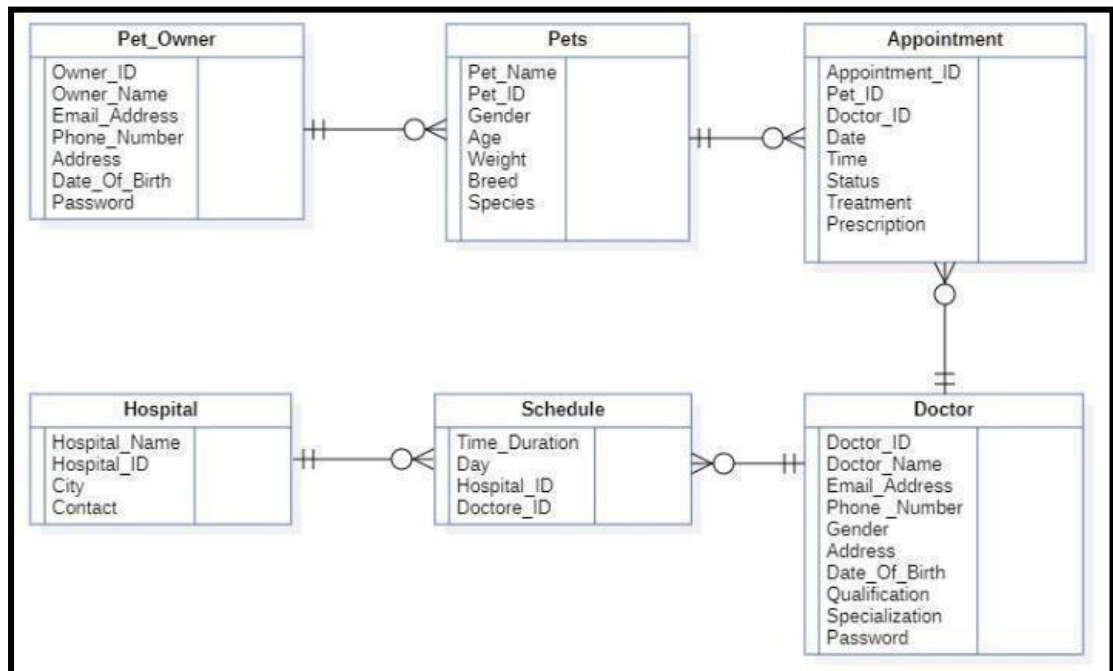 Pet_Owner
Owner_ID
Owner_Name
Email_Address
Phone_Number
Address
Date_Of_Birth
Password
Pets
Pet_Name
Pet_ID
Gender
Age
Weight
Breed
Species
Appointment
Appointment_ID
Pet_ID
Doctor_ID
Date
Time
Status
Treatment
Prescription
Hospital
Hospital_Name
Hospital_ID
City
Contact
Schedule
Time_Duration
Day
Hospital_ID
Doctore_ID
Doctor
Doctor_ID
Doctor_Name
Email_Address
Phone _Number
Gender
Address
Date_Of_Birth
Qualification
Specialization
Password